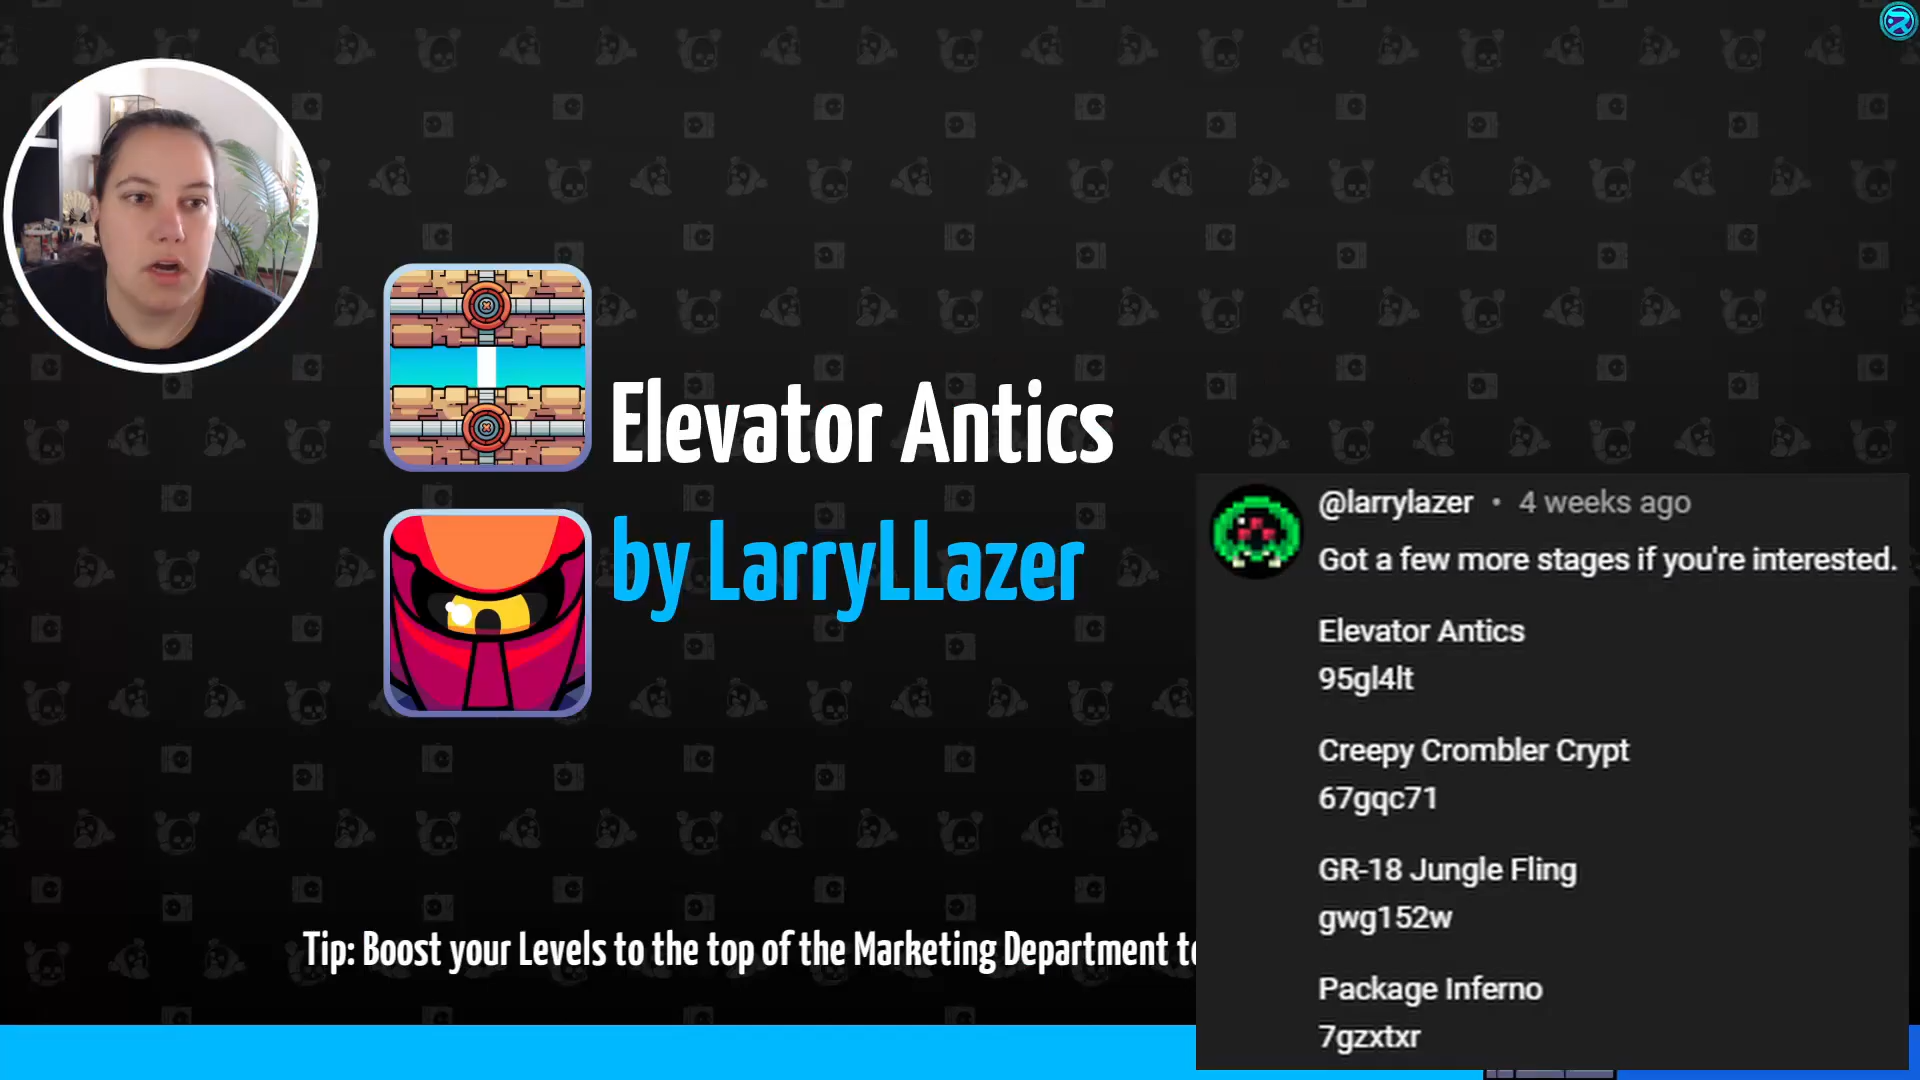 Elevator Antics
by LarryLLazer
Tip: Boost your Levels to the top of the Marketing Department
@larrylazer • 4 weeks ago
Got a few more stages if you're interested.
Elevator Antics
95gl4lt
Creepy Crombler Crypt
67gqc71
GR-18 Jungle Fling
gwg152w
Package Inferno
7gzxtxr